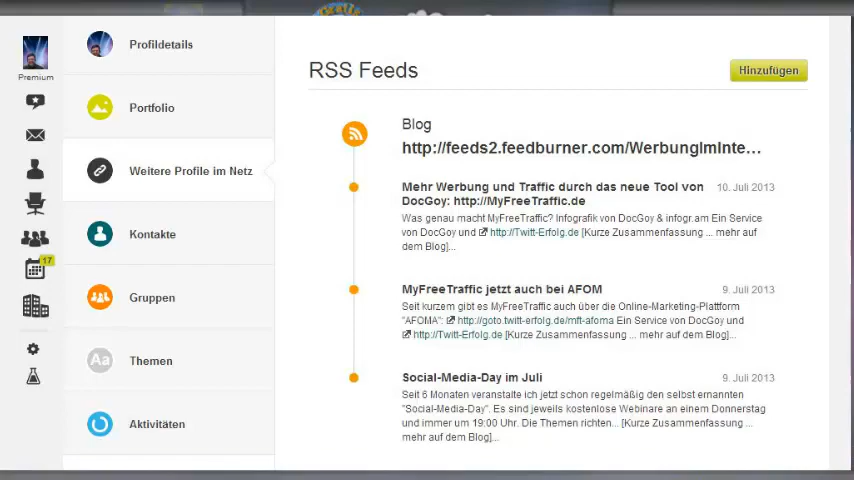 Premium
17
Profildetails
Portfolio
Weitere Profile im Netz
Kontakte
Gruppen
Aa
Themen
Aktivitäten
RSS Feeds
Hinzufügen
Blog
http://feeds2.feedburner.com/WerbungImInte...
Mehr Werbung und Traffic durch das neue Tool von
DocGoy: http://MyFreeTraffic.de
10. Juli 2013
Was genau macht MyFreeTraffic? Infografik von DocGoy & infogr.am Ein Service
von DocGoy und http://Twitt-Erfolg.de [Kurze Zusammenfassung ... mehr auf
dem Blog]...
MyFreeTraffic jetzt auch bei AFOM
9. Juli 2013
Seit kurzem gibt es MyFreeTraffic auch über die Online-Marketing-Plattform
"AFOMA": http://goto.twitt-erfolg.de/mft-afoma Ein Service von DocGoy und
http://Twitt-Erfolg.de [Kurze Zusammenfassung ... mehr auf dem Blog]...
Social-Media-Day im Juli
9. Juli 2013
Seit 6 Monaten veranstalte ich jetzt schon regelmäßig den selbst ernannten
"Social-Media-Day". Es sind jeweils kostenlose Webinare an einem Donnerstag
und immer um 19:00 Uhr. Die Themen richten... [Kurze Zusammenfassung ...
mehr auf dem Blog]...